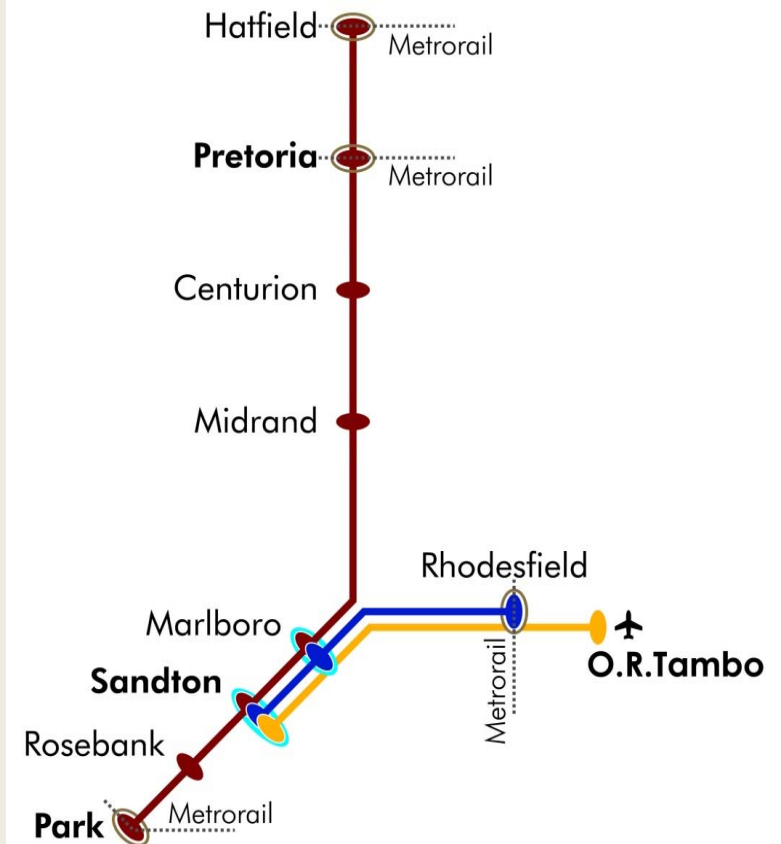 Hatfield
Metrorail
Pretoria
Metrorail
Centurion
Midrand
Rhodesfield
Marlboro
O.R.Tambo
Sandton
Metrorail
Rosebank
Metrorail
Park